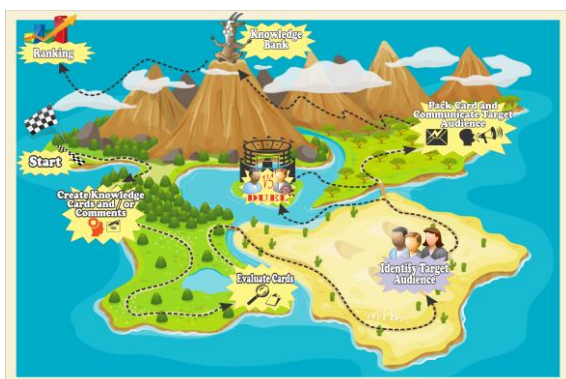 Ranking
Knowledge
Bank
Pack Card and
Communicate Target
Audience
Start
VS
DUEL
Create Knowledge
Cards and /or
Comments
Evaluate Cards
Identify Target
Audience